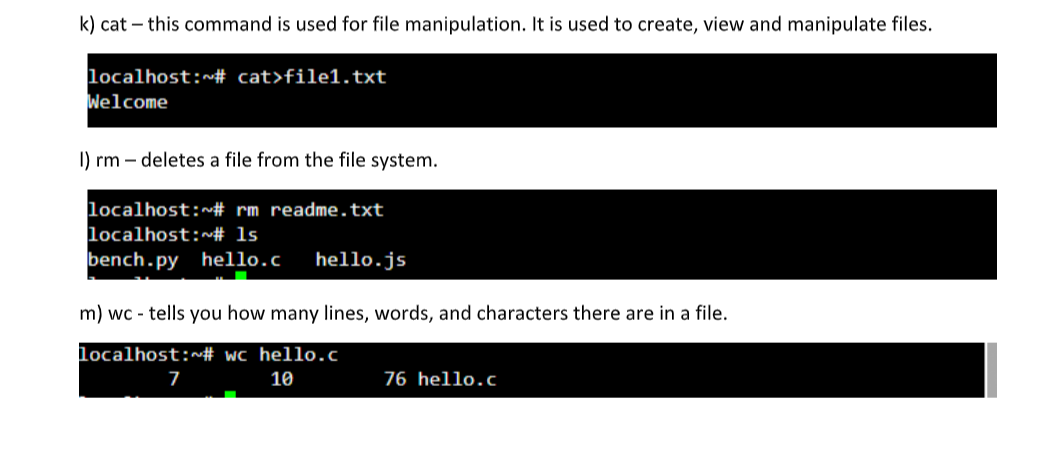 k) cat – this command is used for file manipulation. It is used to create, view and manipulate files.
localhost:~# cat>file1.txt
Welcome
l) rm – deletes a file from the file system.
localhost:~# rm readme.txt
localhost:~# ls
bench.py  hello.c   hello.js
m) wc - tells you how many lines, words, and characters there are in a file.
localhost:~# wc hello.c
        7        10        76 hello.c